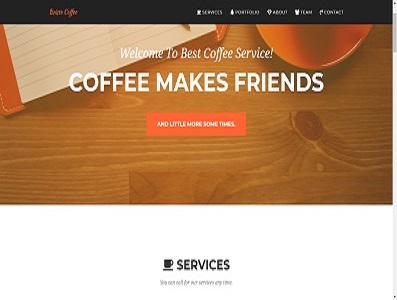 Bristo Coffee
SERVICES PORTFOLIO ABOUT TEAM CONTACT
Welcome To Best Coffee Service!
COFFEE MAKES FRIENDS
AND LITTLE MORE SOME TIMES.
SERVICES
You can call for our services any time.